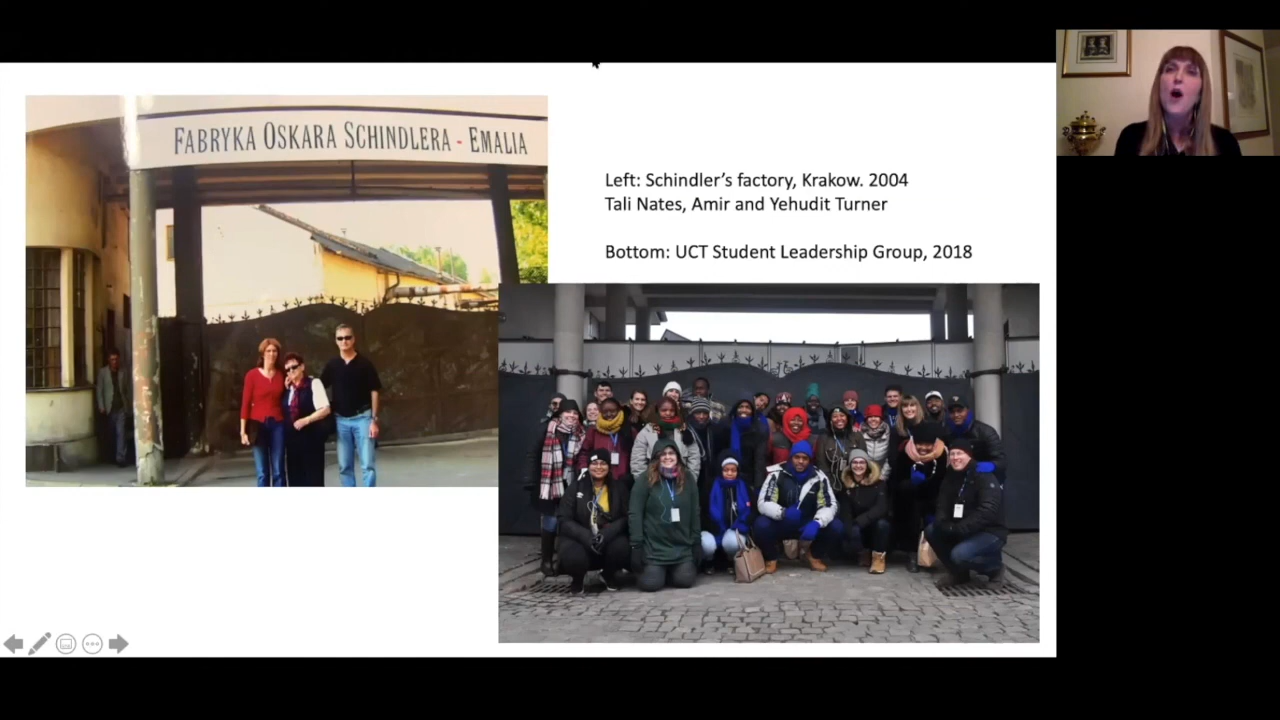 FABRYKA OSKARA SCHINDLERA - EMALIA
Left: Schindler’s factory, Krakow. 2004
Tali Nates, Amir and Yehudit Turner
Bottom: UCT Student Leadership Group, 2018